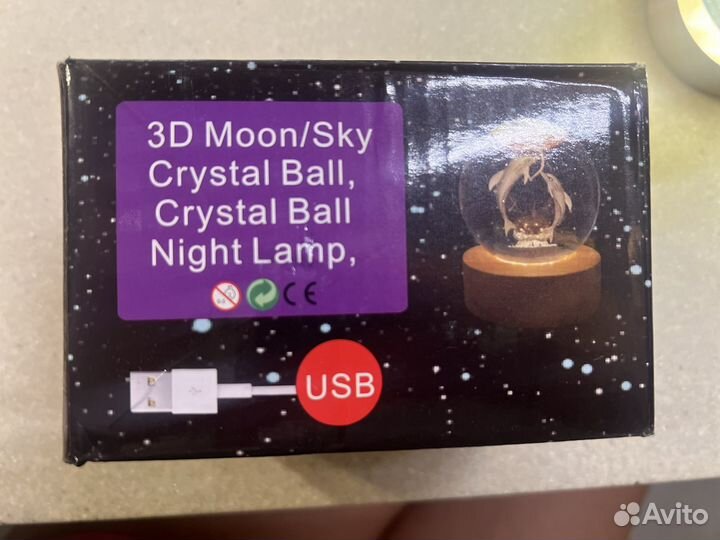 3D Moon/Sky
Crystal Ball,
Crystal Ball
Night Lamp,
CE
USB
Avito